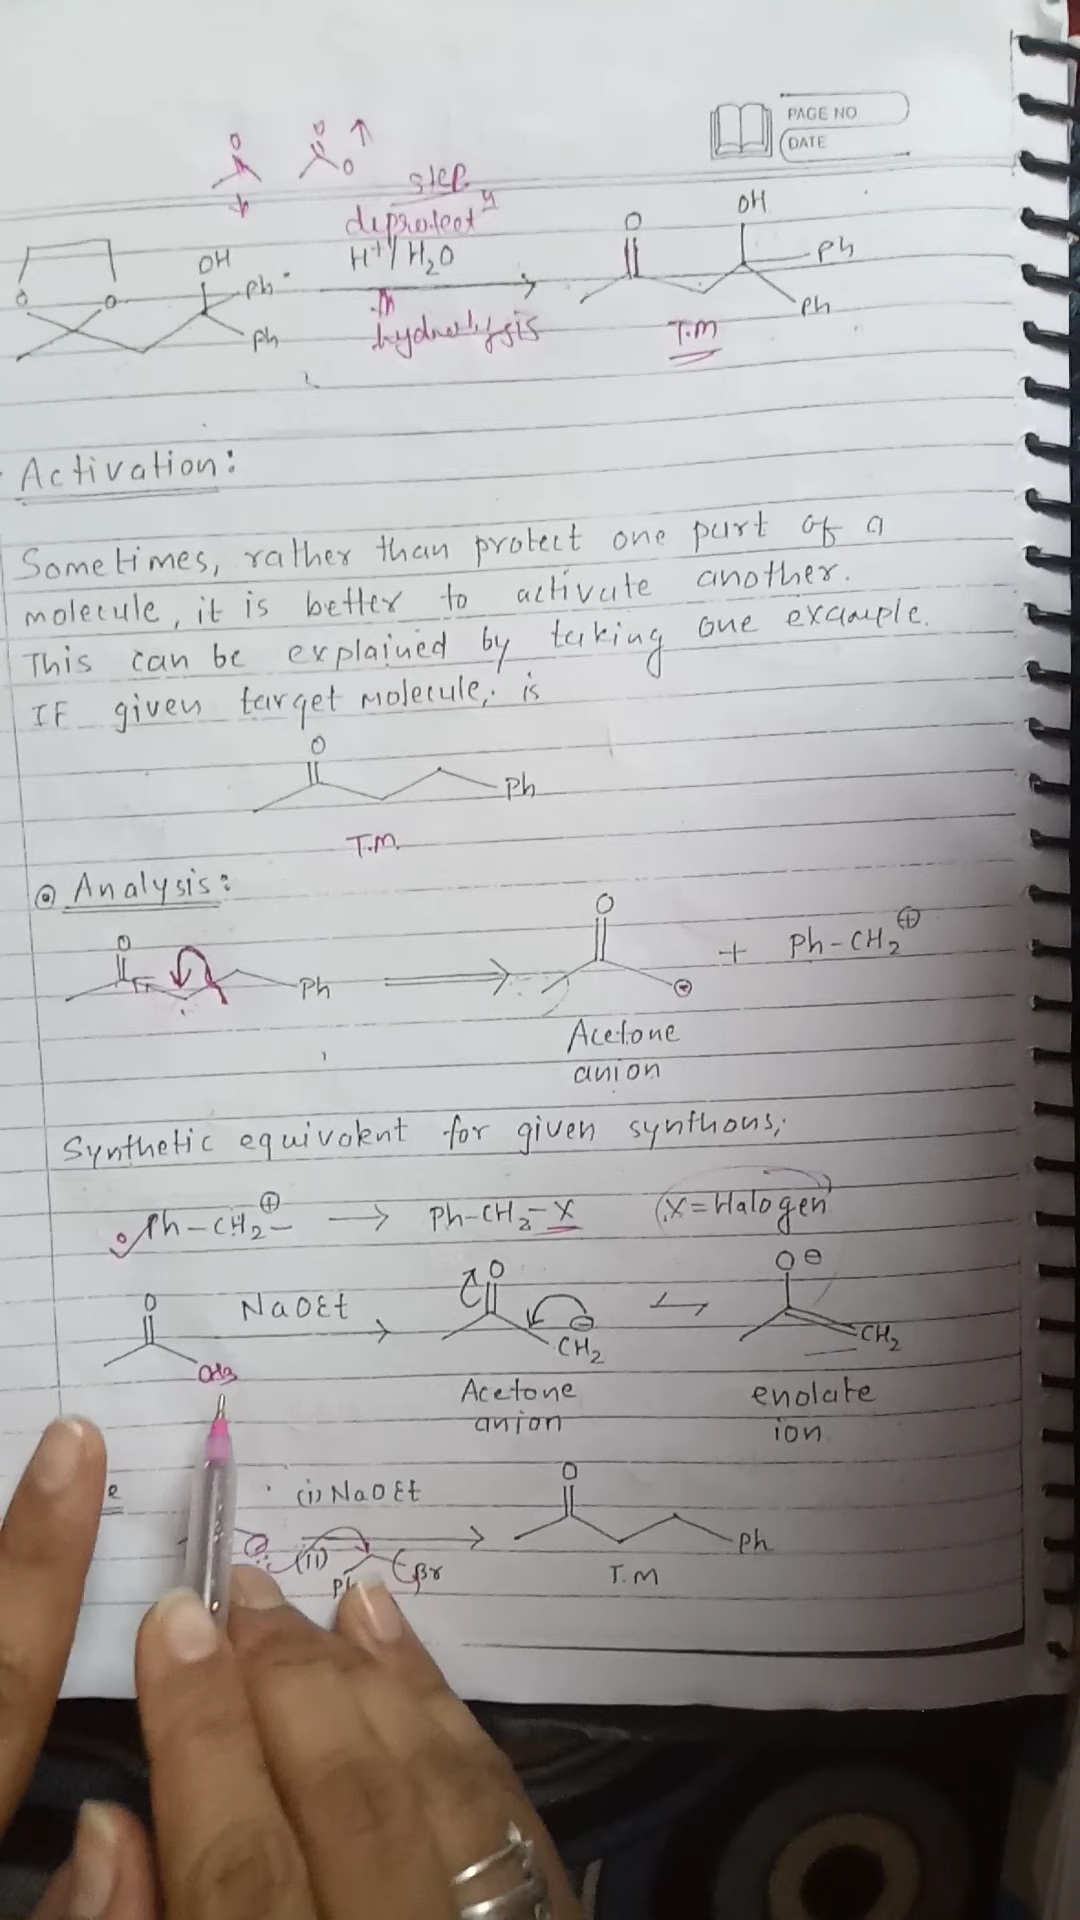 PAGE NO
DATE
O
O
O
step
deprotectⁿ
H⁺/H₂O
hydrolysis
O
O
OH
Ph
Ph
O
OH
Ph
Ph
T.M
Activation:
Sometimes, rather than protect one part of a
molecule, it is better to activate another.
This can be explained by taking one example.
IF given target molecule, is
O
Ph
T.M.
Analysis:
O
Ph
O
⊖
+ Ph-CH₂⊕
Acetone
anion
Synthetic equivalent for given synthons,
Ph-CH₂⊕ → Ph-CH₂-X (X=Halogen)
O
CH₃
NaOEt
O
⊖
CH₂
O⊖
CH₂
Acetone
anion
enolate
ion
e
(i) NaOEt
⊖
(ii)
Br
O
Ph
T.M